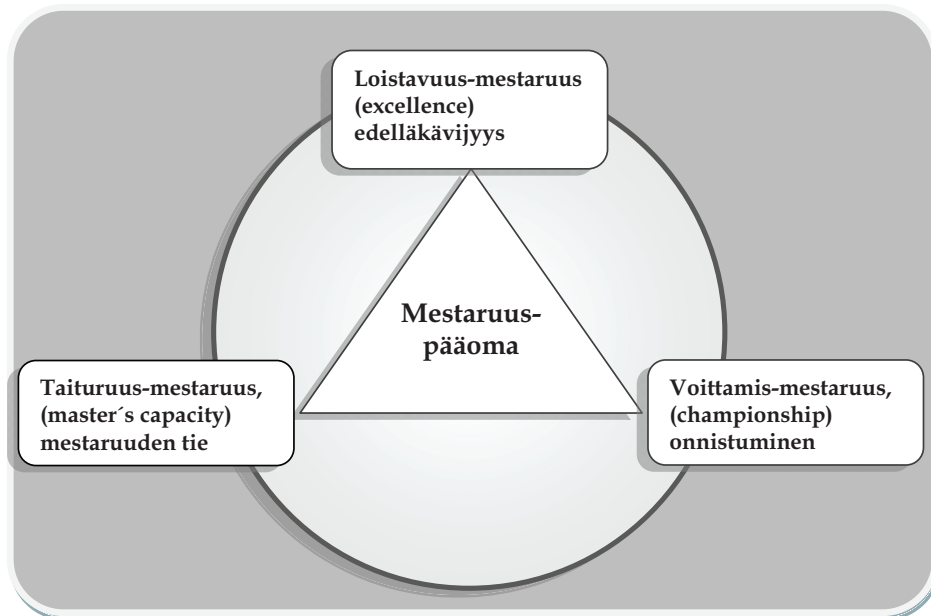 Loistavuus-mestaruus
(excellence)
edelläkävijyys
Mestaruus-
pääoma
Taituruus-mestaruus,
(master´s capacity)
mestaruuden tie
Voittamis-mestaruus,
(championship)
onnistuminen